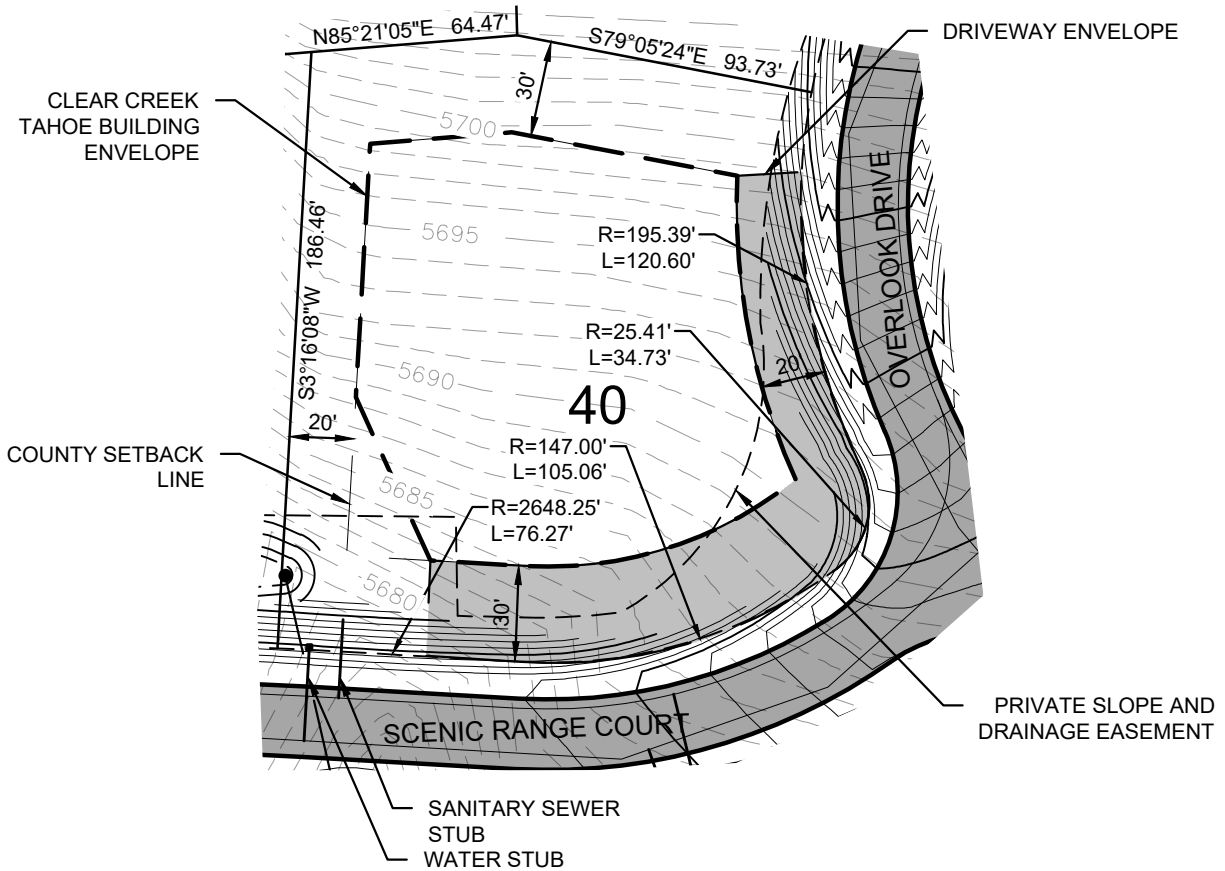 N85°21'05"E 64.47'
S79°05'24"E 93.73'
DRIVEWAY ENVELOPE
30'
CLEAR CREEK
TAHOE BUILDING
ENVELOPE
5700
OVERLOOK DRIVE
S3°16'08"W 186.46'
5695
R=195.39'
L=120.60'
R=25.41'
L=34.73'
20'
5690
40
20'
R=147.00'
L=105.06'
COUNTY SETBACK
LINE
5685
R=2648.25'
L=76.27'
5680
30'
PRIVATE SLOPE AND
DRAINAGE EASEMENT
SCENIC RANGE COURT
SANITARY SEWER
STUB
WATER STUB